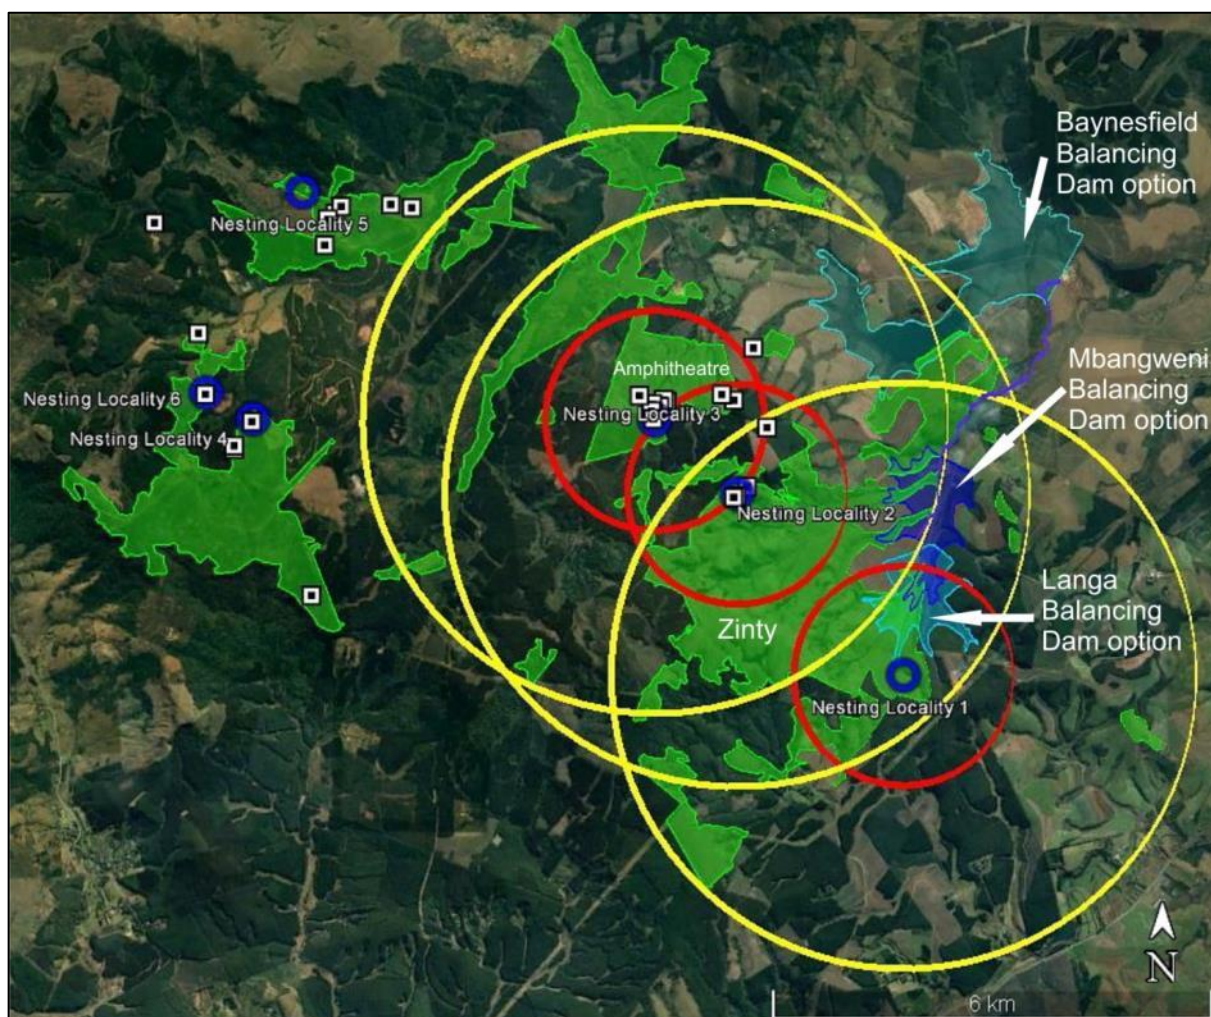 Baynesfield
Balancing
Dam option
Nesting Locality 5
Mbangweni
Balancing
Dam option
Amphitheatre
Nesting Locality 6
Nesting Locality 3
Nesting Locality 4
Nesting Locality 2
Langa
Balancing
Dam option
Zinty
Nesting Locality 1
N
6 km